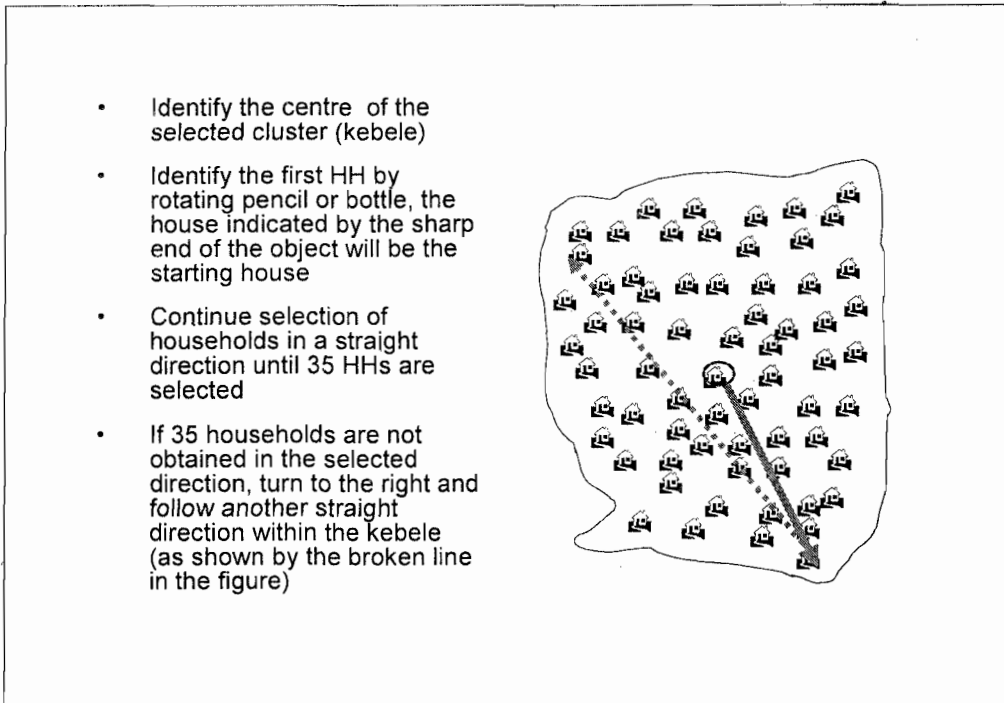 • Identify the centre of the
selected cluster (kebele)
• Identify the first HH by
rotating pencil or bottle, the
house indicated by the sharp
end of the object will be the
starting house
• Continue selection of
households in a straight
direction until 35 HHs are
selected
• If 35 households are not
obtained in the selected
direction, turn to the right and
follow another straight
direction within the kebele
(as shown by the broken line
in the figure)